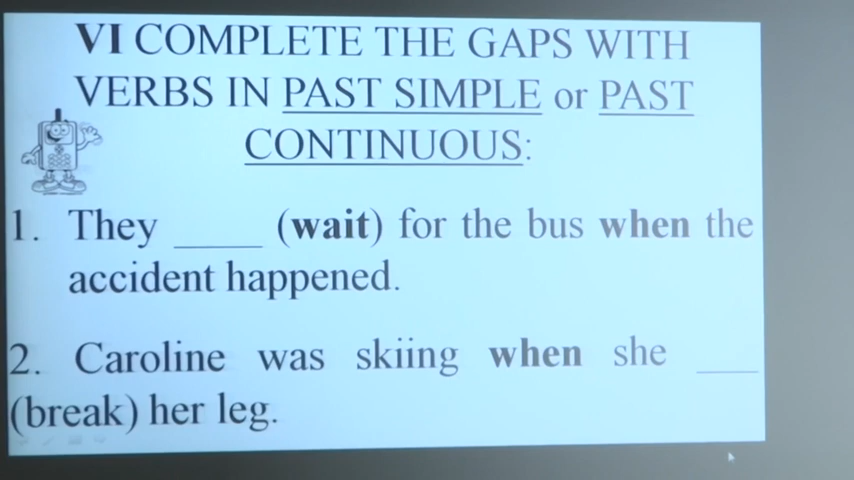 VI COMPLETE THE GAPS WITH
VERBS IN PAST SIMPLE or PAST
CONTINUOUS:
1. They _____ (wait) for the bus when the
accident happened.
2. Caroline was skiing when she ____
(break) her leg.